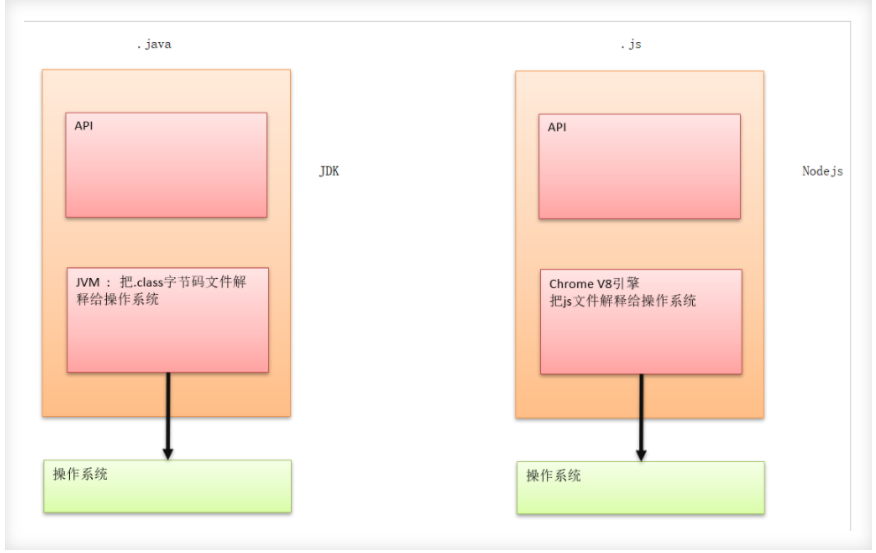 .java
API
JDK
JVM ： 把.class字节码文件解
释给操作系统
操作系统
.js
API
Nodejs
Chrome V8引擎
把js文件解释给操作系统
操作系统